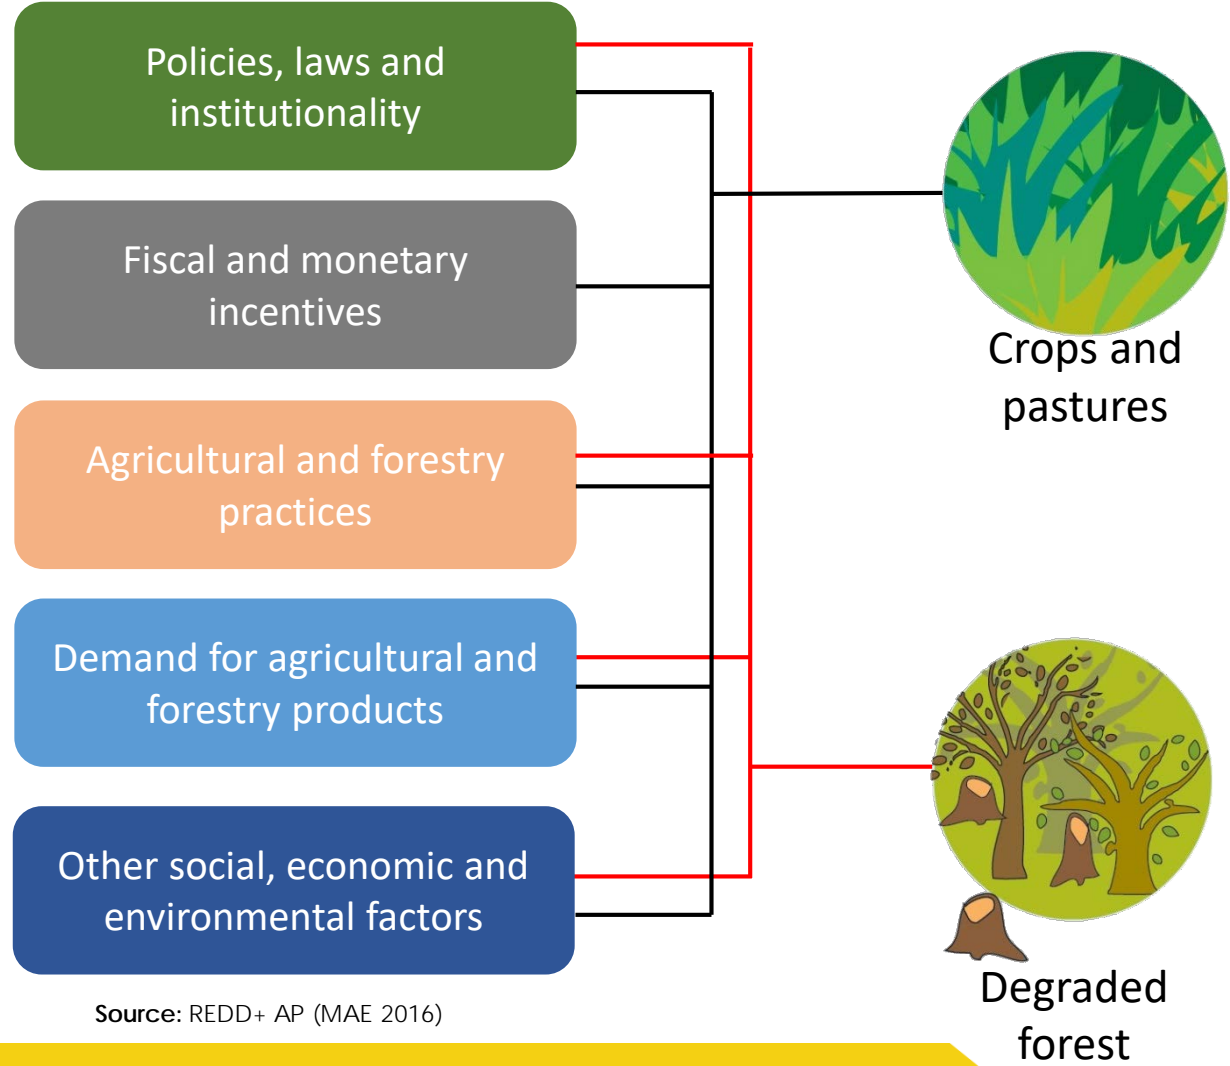 Policies, laws and
institutionality
Fiscal and monetary
incentives
Agricultural and forestry
practices
Demand for agricultural and
forestry products
Other social, economic and
environmental factors
Crops and
pastures
Degraded
forest
Source: REDD+ AP (MAE 2016)